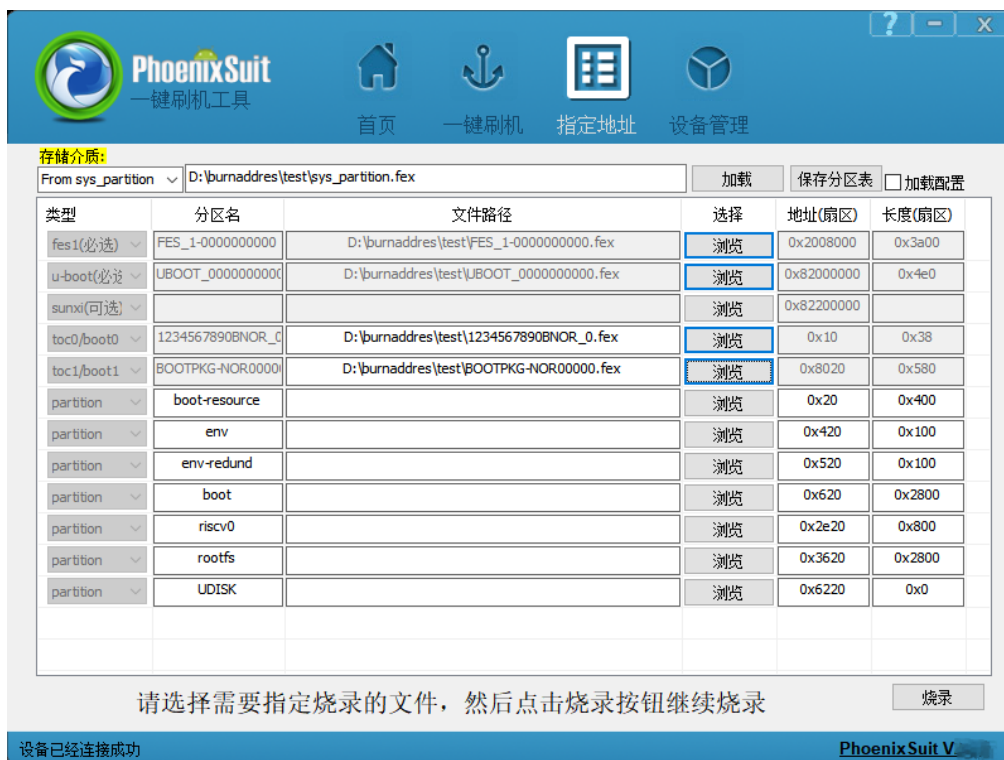 ? − X
PhoenixSuit
一键刷机工具
首页 一键刷机 指定地址 设备管理
存储介质:
From sys_partition D:\burnaddres\test\sys_partition.fex 加载 保存分区表 加载配置
类型 分区名 文件路径 选择 地址(扇区) 长度(扇区)
fes1(必选) FES_1-0000000000 D:\burnaddres\test\FES_1-0000000000.fex 浏览 0x2008000 0x3a00
u-boot(必选 UBOOT_0000000000 D:\burnaddres\test\UBOOT_0000000000.fex 浏览 0x82000000 0x4e0
sunxi(可选) 浏览 0x82200000
toc0/boot0 1234567890BNOR_0 D:\burnaddres\test\1234567890BNOR_0.fex 浏览 0x10 0x38
toc1/boot1 BOOTPKG-NOR00000 D:\burnaddres\test\BOOTPKG-NOR00000.fex 浏览 0x8020 0x580
partition boot-resource 浏览 0x20 0x400
partition env 浏览 0x420 0x100
partition env-redund 浏览 0x520 0x100
partition boot 浏览 0x620 0x2800
partition riscv0 浏览 0x2e20 0x800
partition rootfs 浏览 0x3620 0x2800
partition UDISK 浏览 0x6220 0x0
请选择需要指定烧录的文件，然后点击烧录按钮继续烧录 烧录
设备已经连接成功 PhoenixSuit V